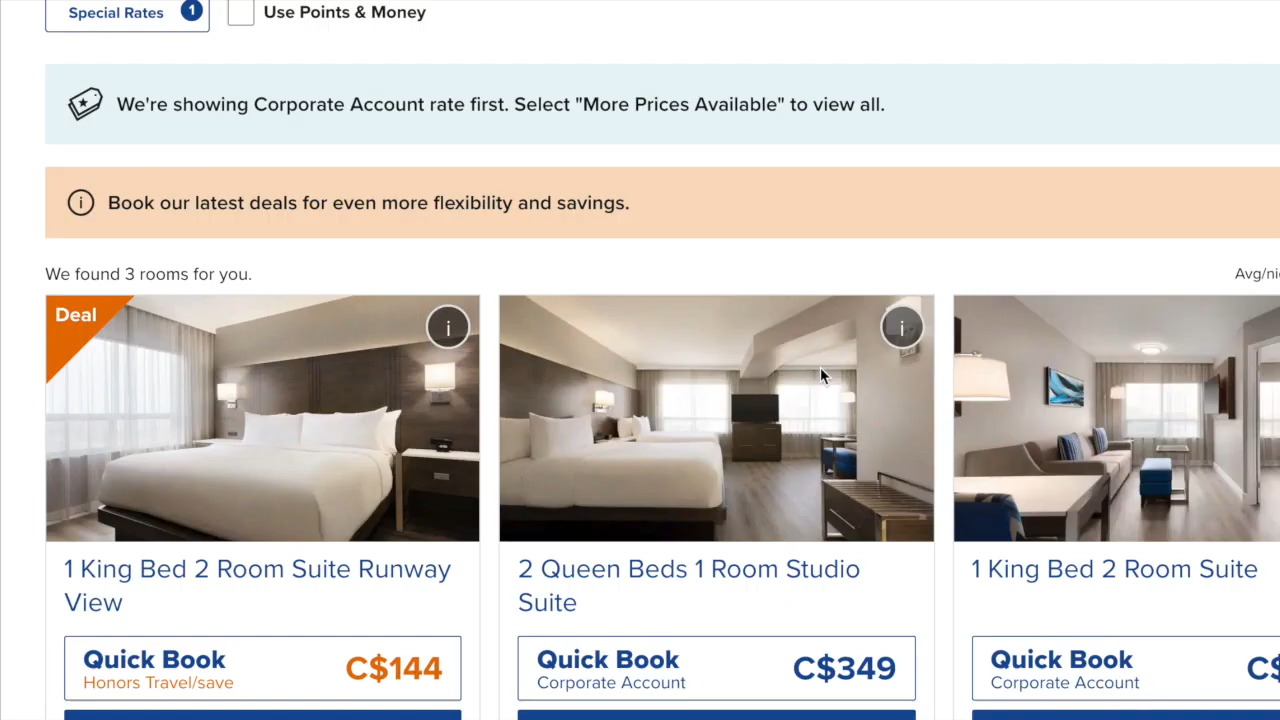 Special Rates 1
Use Points & Money
We're showing Corporate Account rate first. Select "More Prices Available" to view all.
i
Book our latest deals for even more flexibility and savings.
We found 3 rooms for you.
Deal
i
i
1 King Bed 2 Room Suite Runway
View
Quick Book
Honors Travel/save
C$144
2 Queen Beds 1 Room Studio
Suite
Quick Book
Corporate Account
C$349
1 King Bed 2 Room Suite
Quick Book
Corporate Account